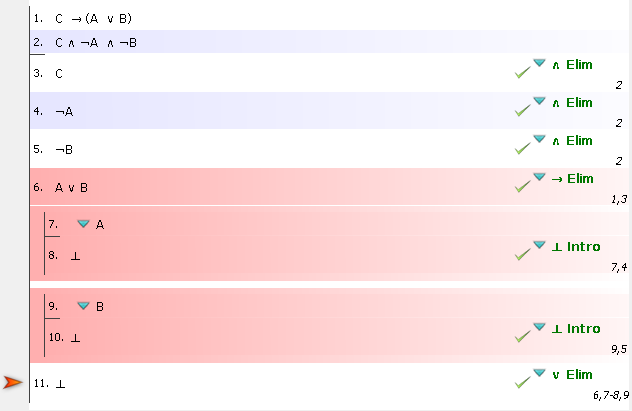 1. C → (A ∨ B)
2. C ∧ ¬A ∧ ¬B
3. C ∧ Elim
2
4. ¬A ∧ Elim
2
5. ¬B ∧ Elim
2
6. A ∨ B → Elim
1,3
7. A
8. ⊥ ⊥ Intro
7,4
9. B
10. ⊥ ⊥ Intro
9,5
11. ⊥ ∨ Elim
6,7-8,9